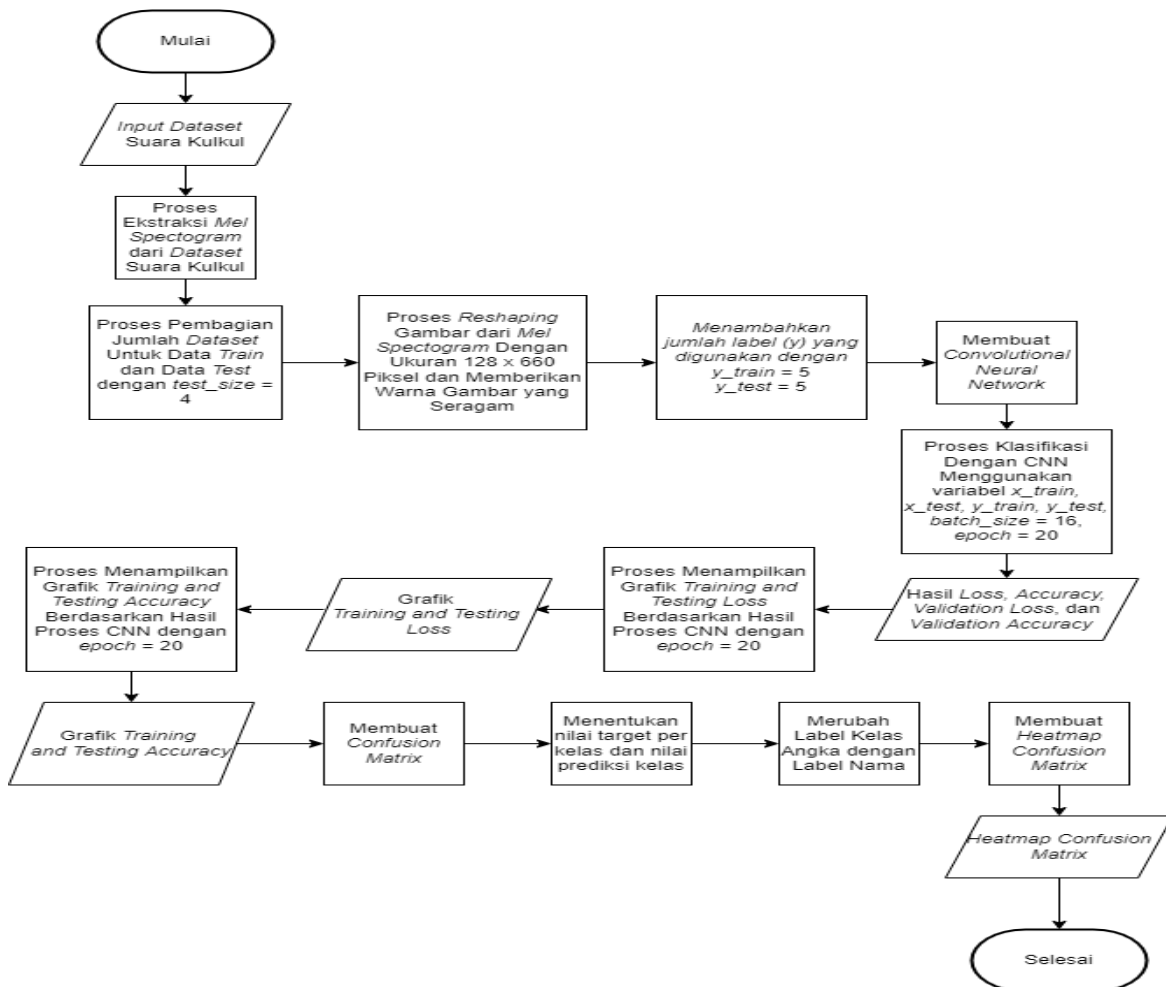 Mulai
Input Dataset
Suara Kulkul
Proses
Ekstraksi Mel
Spectogram
dari Dataset
Suara Kulkul
Proses Pembagian
Jumlah Dataset
Untuk Data Train
dan Data Test
dengan test_size =
4
Proses Reshaping
Gambar dari Mel
Spectogram Dengan
Ukuran 128 x 660
Piksel dan Memberikan
Warna Gambar yang
Seragam
Menambahkan
jumlah label (y) yang
digunakan dengan
y_train = 5
y_test = 5
Membuat
Convolutional
Neural
Network
Proses Klasifikasi
Dengan CNN
Menggunakan
variabel x_train,
x_test, y_train, y_test,
batch_size = 16,
epoch = 20
Hasil Loss, Accuracy,
Validation Loss, dan
Validation Accuracy
Proses Menampilkan
Grafik Training and
Testing Loss
Berdasarkan Hasil
Proses CNN dengan
epoch = 20
Grafik
Training and Testing
Loss
Proses Menampilkan
Grafik Training and
Testing Accuracy
Berdasarkan Hasil
Proses CNN dengan
epoch = 20
Grafik Training
and Testing Accuracy
Membuat
Confusion
Matrix
Menentukan
nilai target per
kelas dan nilai
prediksi kelas
Merubah
Label Kelas
Angka dengan
Label Nama
Membuat
Heatmap
Confusion
Matrix
Heatmap Confusion
Matrix
Selesai